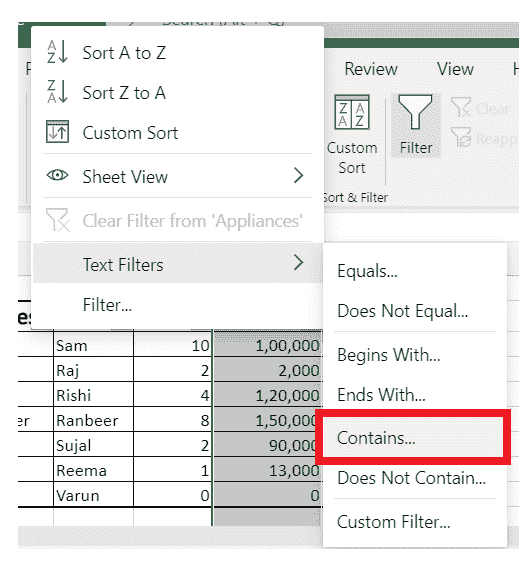 Search (Alt + Q)
Sort A to Z
Sort Z to A
Custom Sort
Sheet View
Clear Filter from 'Appliances'
Text Filters
Filter...
Review View
Custom Sort
Filter
Clear
Reapp
Sort & Filter
Equals...
Does Not Equal...
Begins With...
Ends With...
Contains...
Does Not Contain...
Custom Filter...
es
Sam 10 1,00,000
Raj 2 2,000
Rishi 4 1,20,000
er Ranbeer 8 1,50,000
Sujal 2 90,000
Reema 1 13,000
Varun 0 0